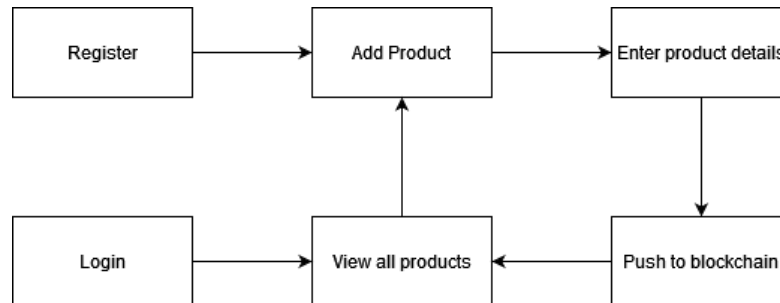 Register
Add Product
Enter product details
Login
View all products
Push to blockchain